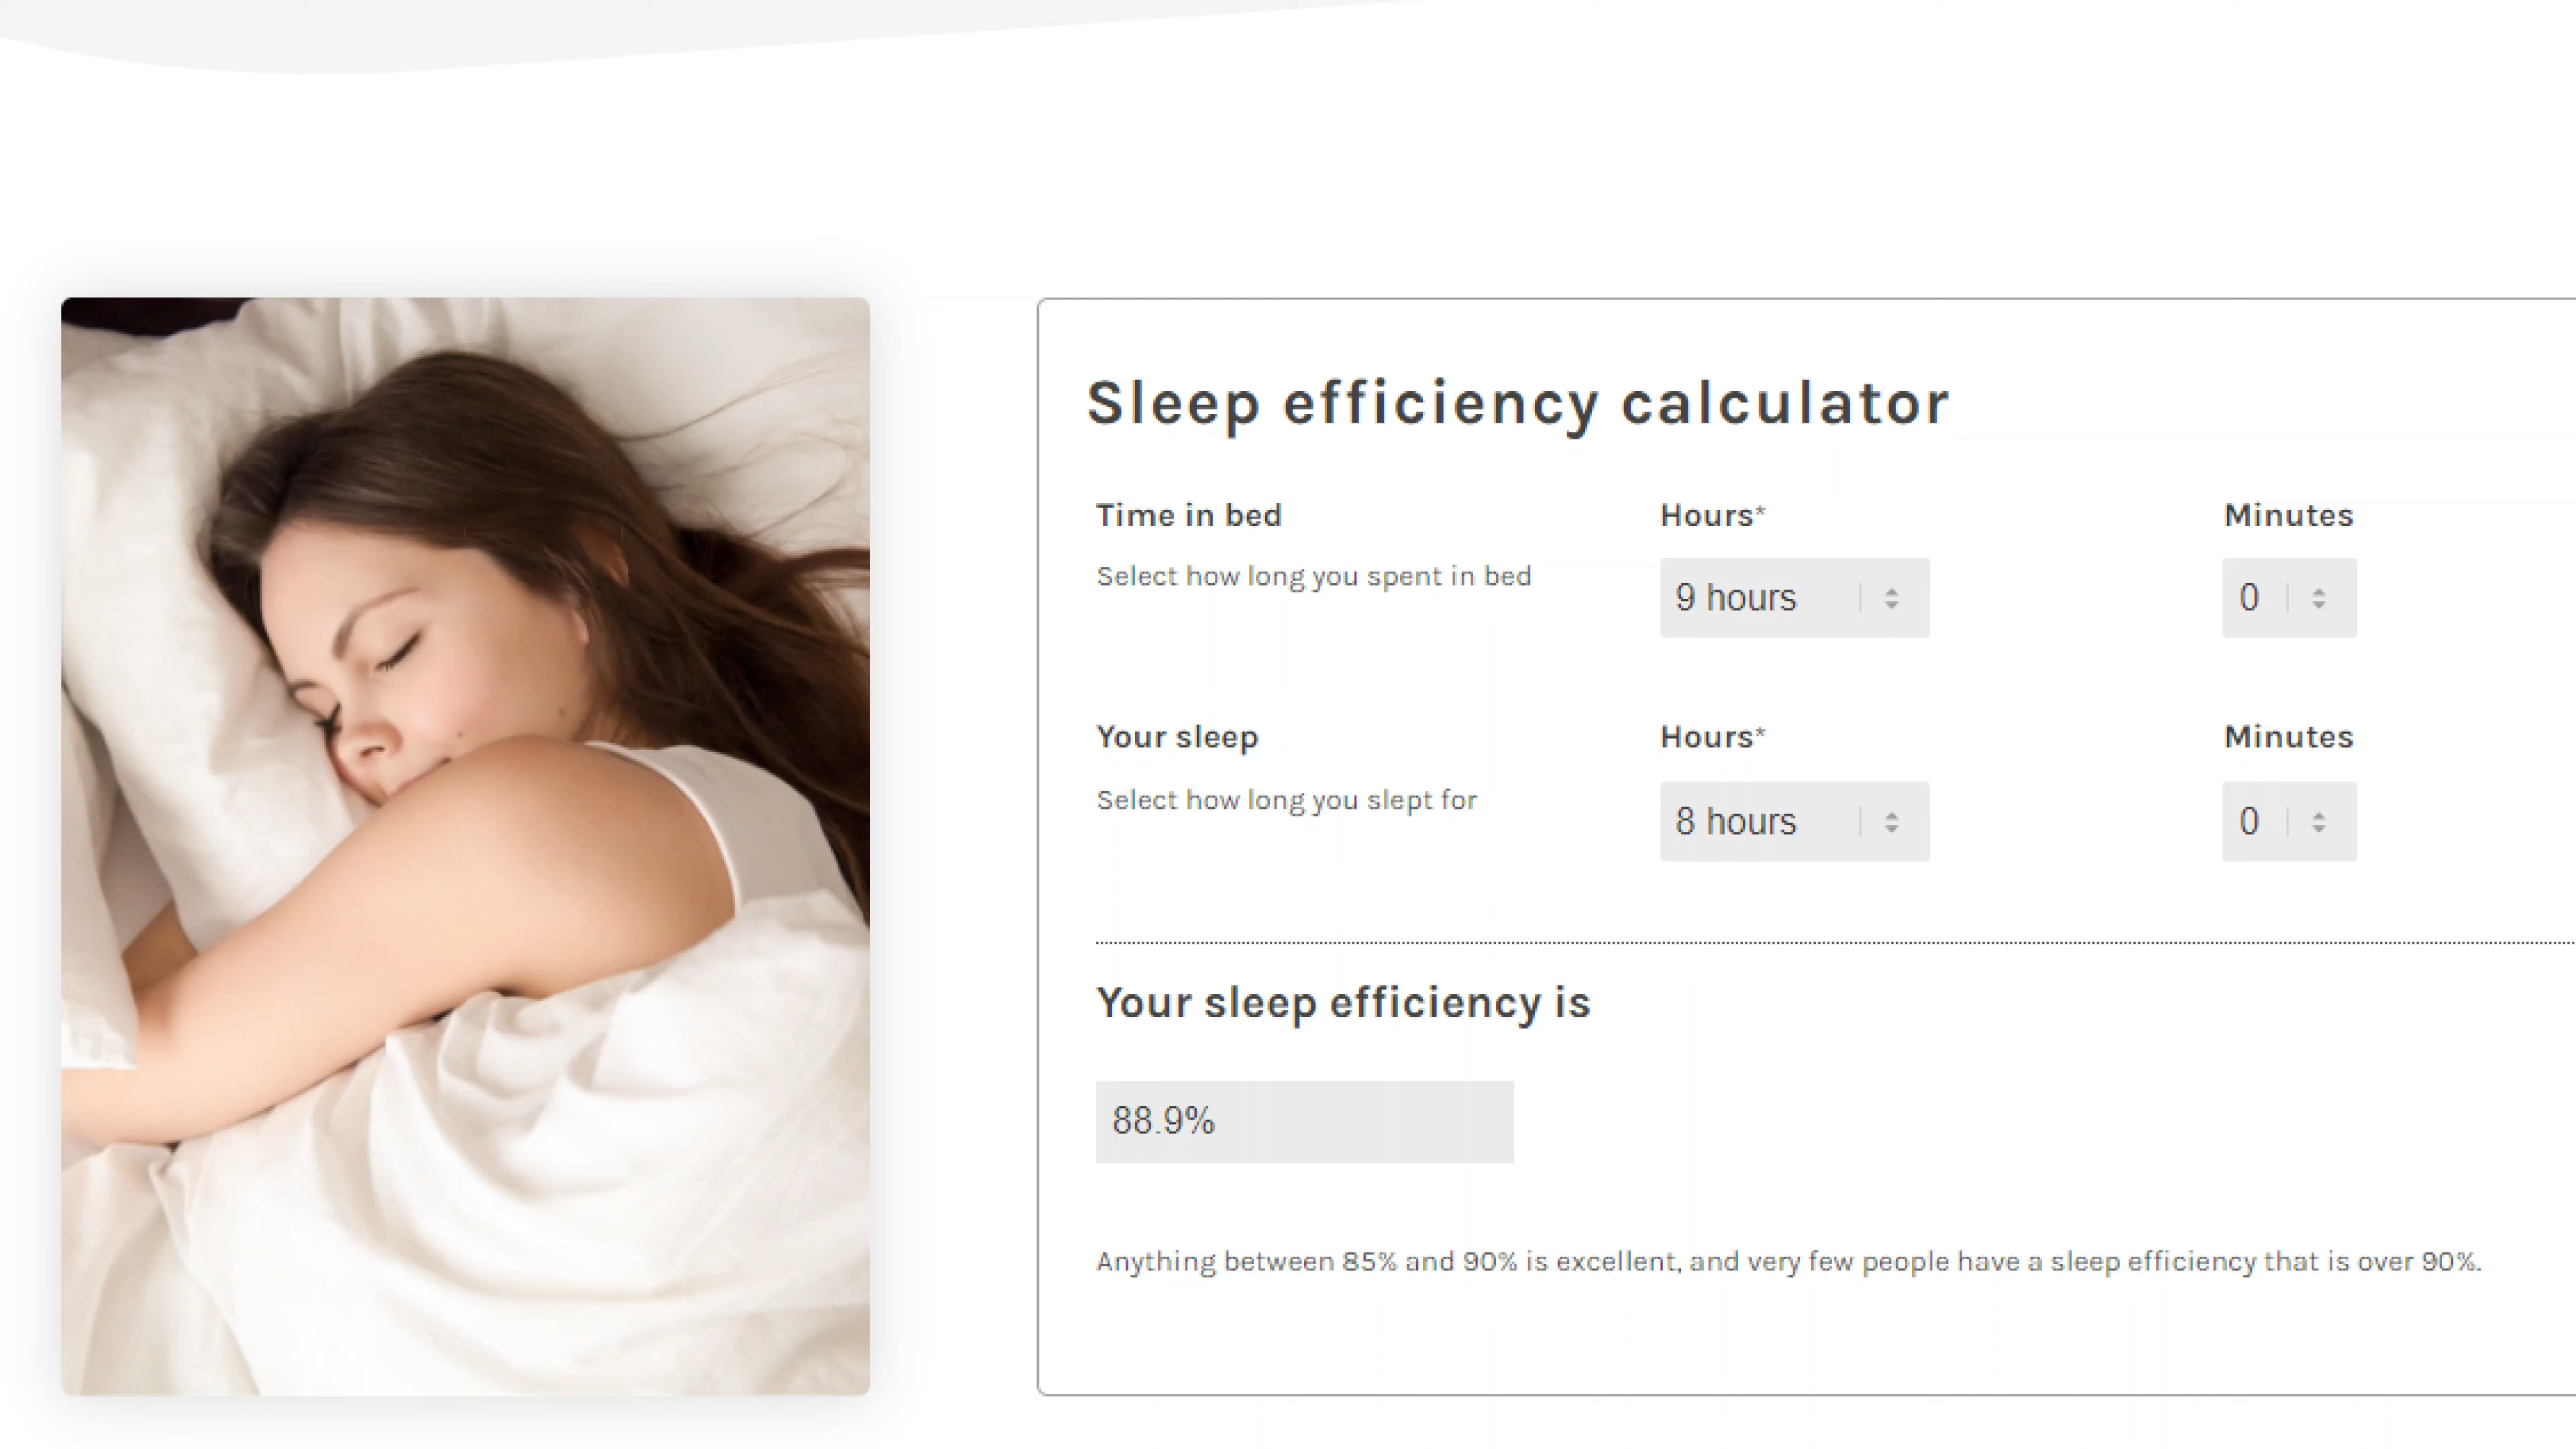 Sleep efficiency calculator
Time in bed
Hours*
Minutes
Select how long you spent in bed
9 hours
0
Your sleep
Hours*
Minutes
Select how long you slept for
8 hours
0
Your sleep efficiency is
88.9%
Anything between 85% and 90% is excellent, and very few people have a sleep efficiency that is over 90%.